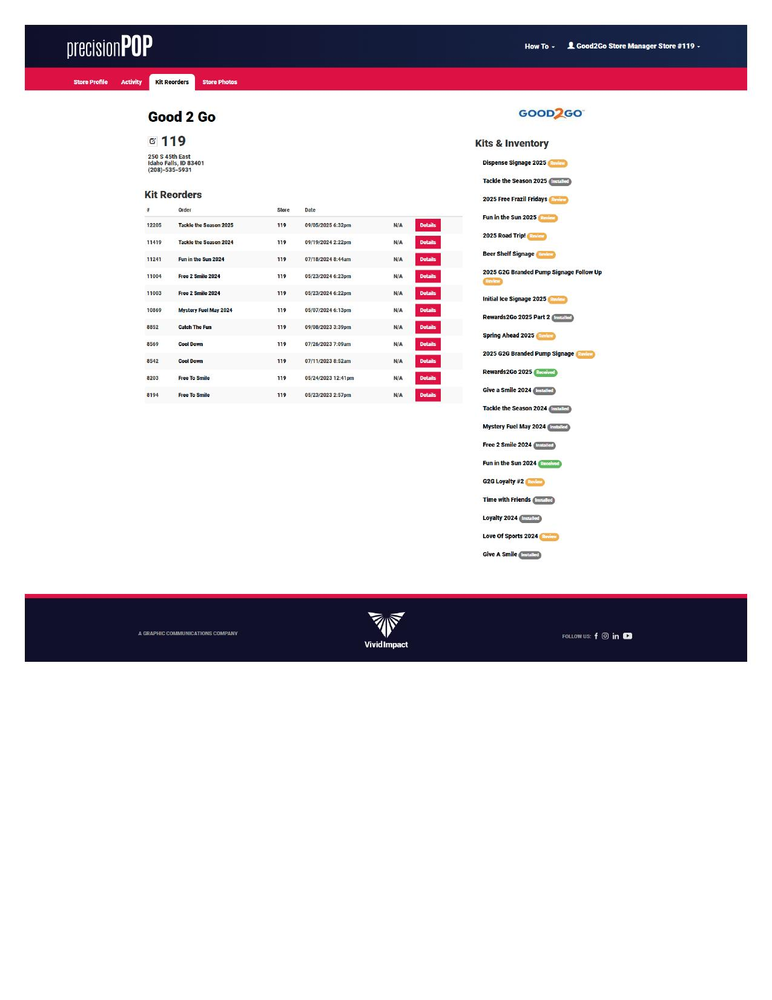 precisionPOP
How To
Good2Go Store Manager Store #119
Store Profile
Activity
Kit Reorders
Store Photos
Good 2 Go
119
250 S 45th East
Idaho Falls, ID 83401
(208)-535-5931
Kit Reorders
# Order Store Date
12205 Tackle the Season 2025 119 09/05/2025 6:32pm N/A Details
11419 Tackle the Season 2024 119 09/19/2024 2:22pm N/A Details
11241 Fun in the Sun 2024 119 07/18/2024 8:44am N/A Details
11004 Free 2 Smile 2024 119 05/23/2024 6:23pm N/A Details
11003 Free 2 Smile 2024 119 05/23/2024 6:22pm N/A Details
10869 Mystery Fuel May 2024 119 05/07/2024 6:13pm N/A Details
8852 Catch The Fun 119 09/08/2023 3:39pm N/A Details
8569 Cool Down 119 07/26/2023 7:09am N/A Details
8542 Cool Down 119 07/11/2023 8:52am N/A Details
8203 Free To Smile 119 05/24/2023 12:41pm N/A Details
8194 Free To Smile 119 05/23/2023 2:57pm N/A Details
GOOD2GO
Kits & Inventory
Dispense Signage 2025 Review
Tackle the Season 2025 Installed
2025 Free Frazil Fridays Review
Fun in the Sun 2025 Review
2025 Road Trip! Review
Beer Shelf Signage Review
2025 G2G Branded Pump Signage Follow Up
Review
Initial Ice Signage 2025 Review
Rewards2Go 2025 Part 2 Installed
Spring Ahead 2025 Review
2025 G2G Branded Pump Signage Review
Rewards2Go 2025 Received
Give a Smile 2024 Installed
Tackle the Season 2024 Installed
Mystery Fuel May 2024 Installed
Free 2 Smile 2024 Installed
Fun in the Sun 2024 Received
G2G Loyalty #2 Review
Time with Friends Installed
Loyalty 2024 Installed
Love Of Sports 2024 Review
Give A Smile Installed
A GRAPHIC COMMUNICATIONS COMPANY
Vivid Impact
FOLLOW US: